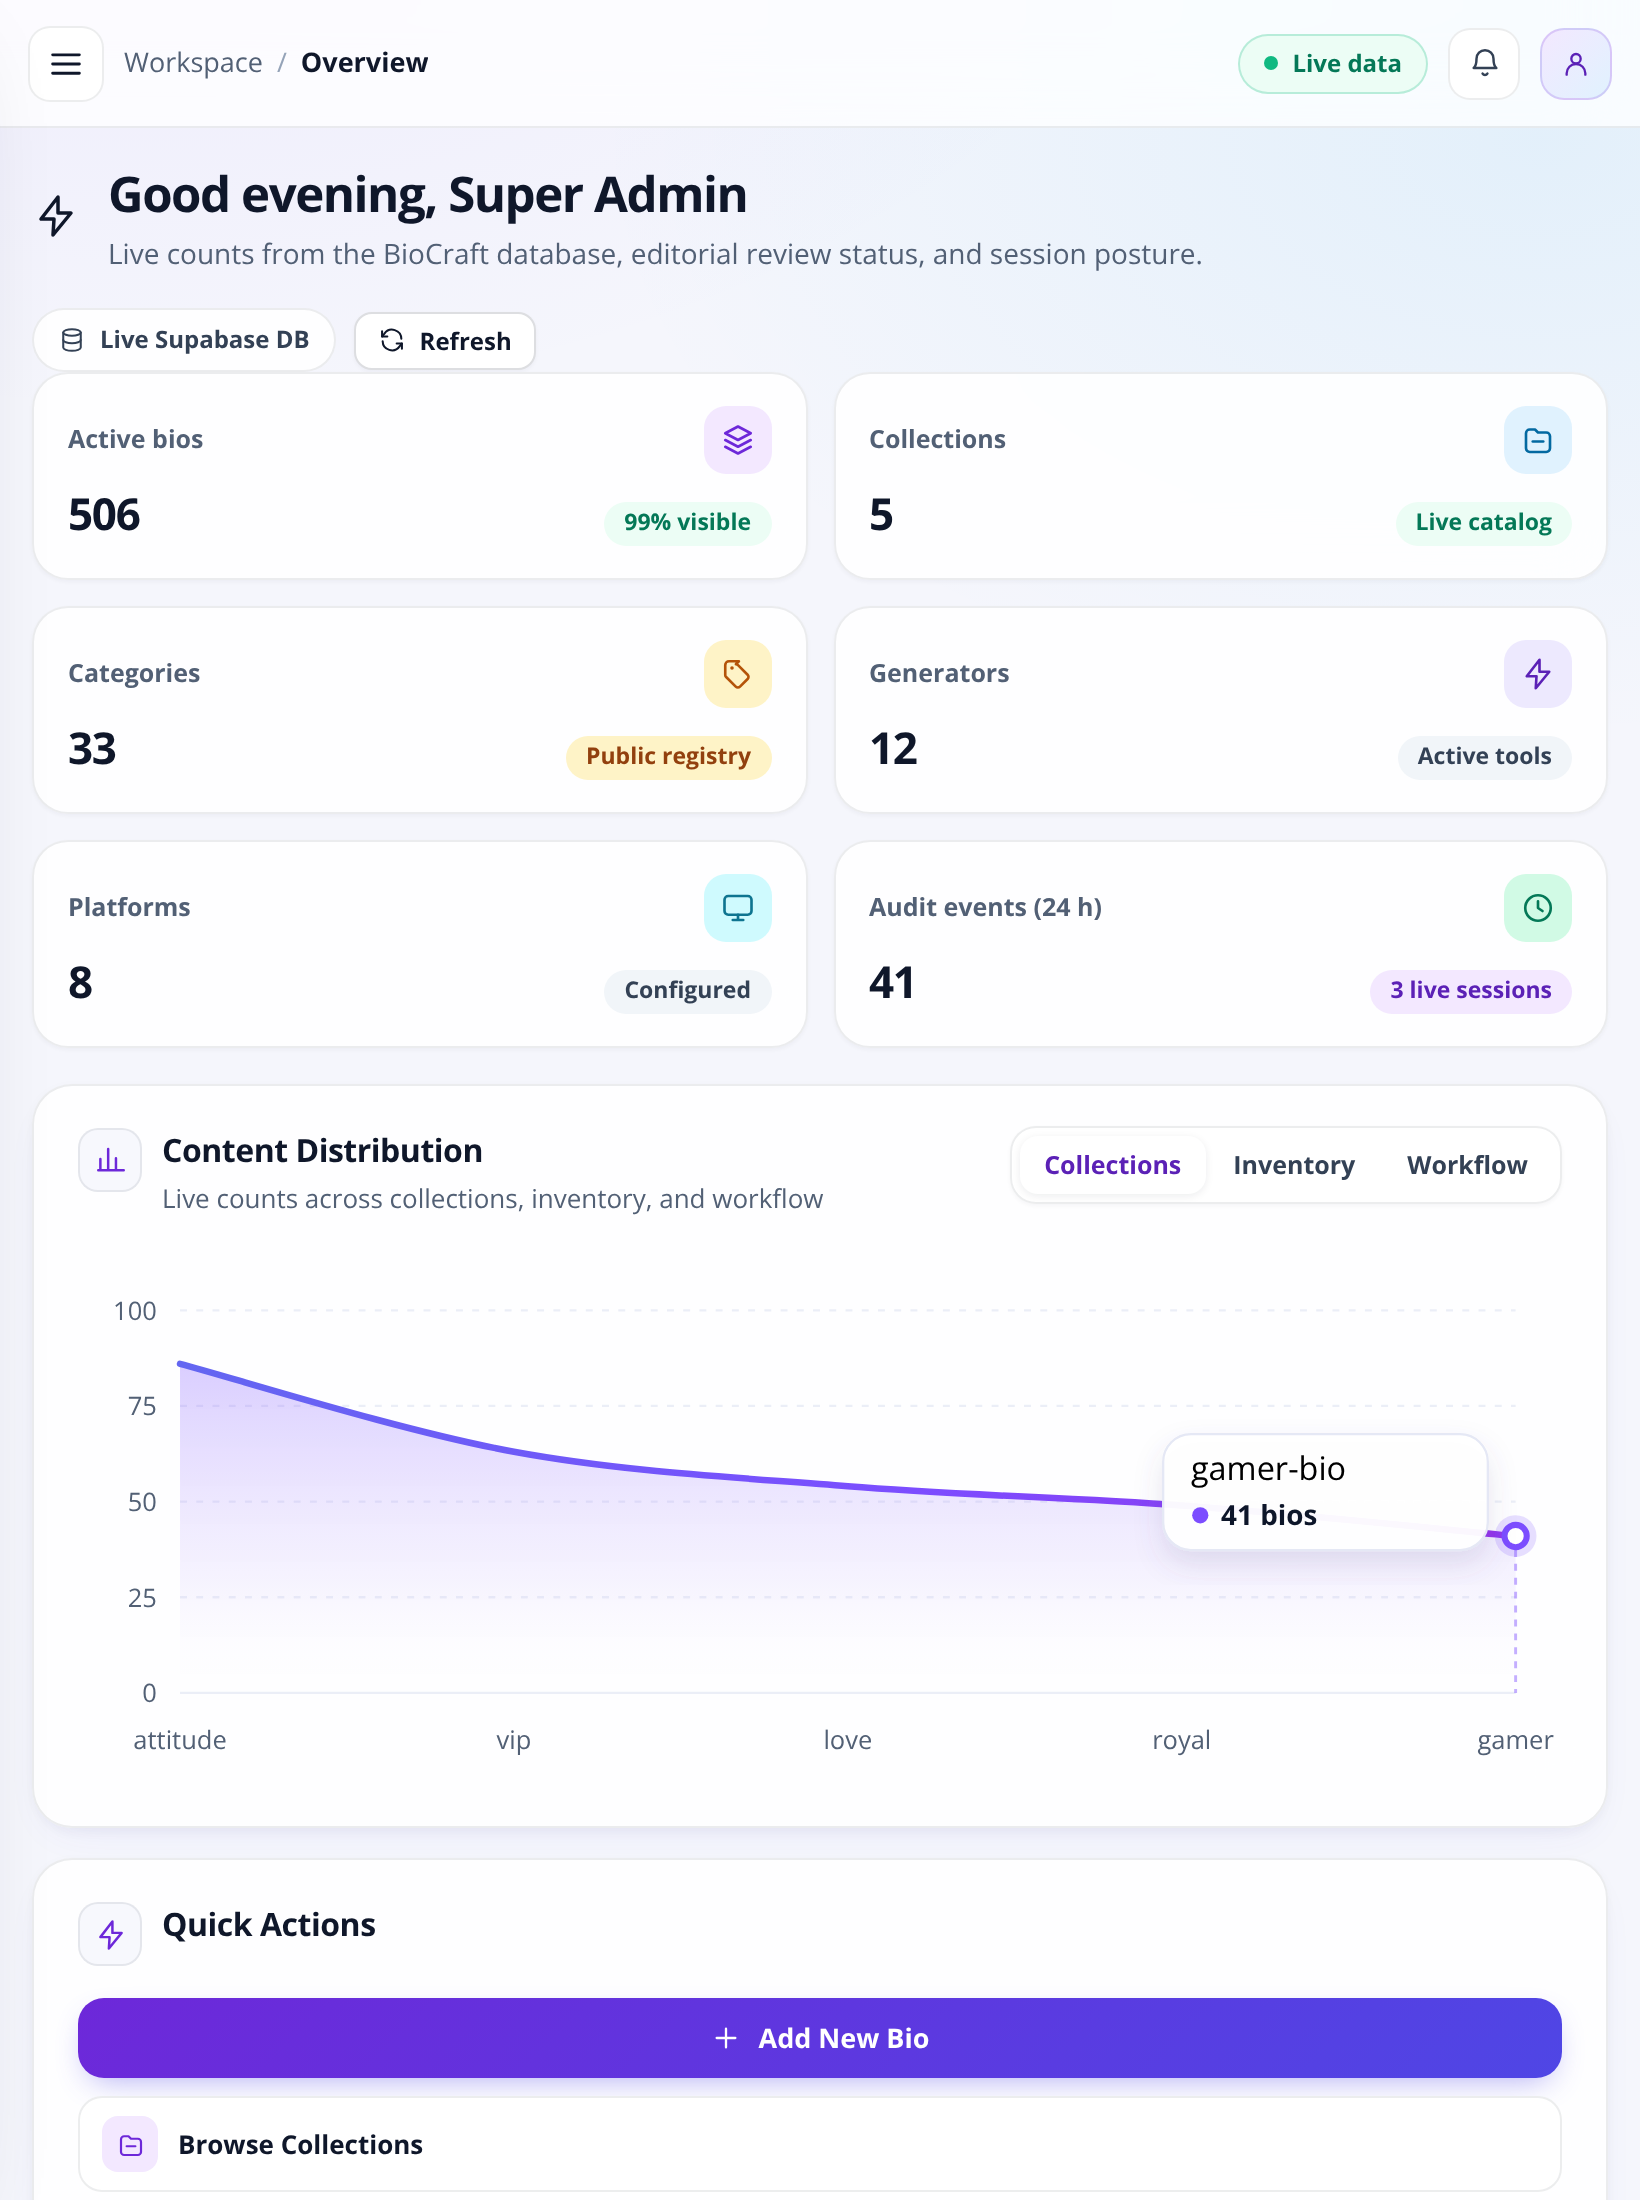 Workspace / Overview
Live data
Good evening, Super Admin
Live counts from the BioCraft database, editorial review status, and session posture.
Live Supabase DB
Refresh
Active bios
506
99% visible
Collections
5
Live catalog
Categories
33
Public registry
Generators
12
Active tools
Platforms
8
Configured
Audit events (24 h)
41
3 live sessions
Content Distribution
Live counts across collections, inventory, and workflow
Collections
Inventory
Workflow
100
75
50
25
0
gamer-bio
41 bios
attitude
vip
love
royal
gamer
Quick Actions
Add New Bio
Browse Collections